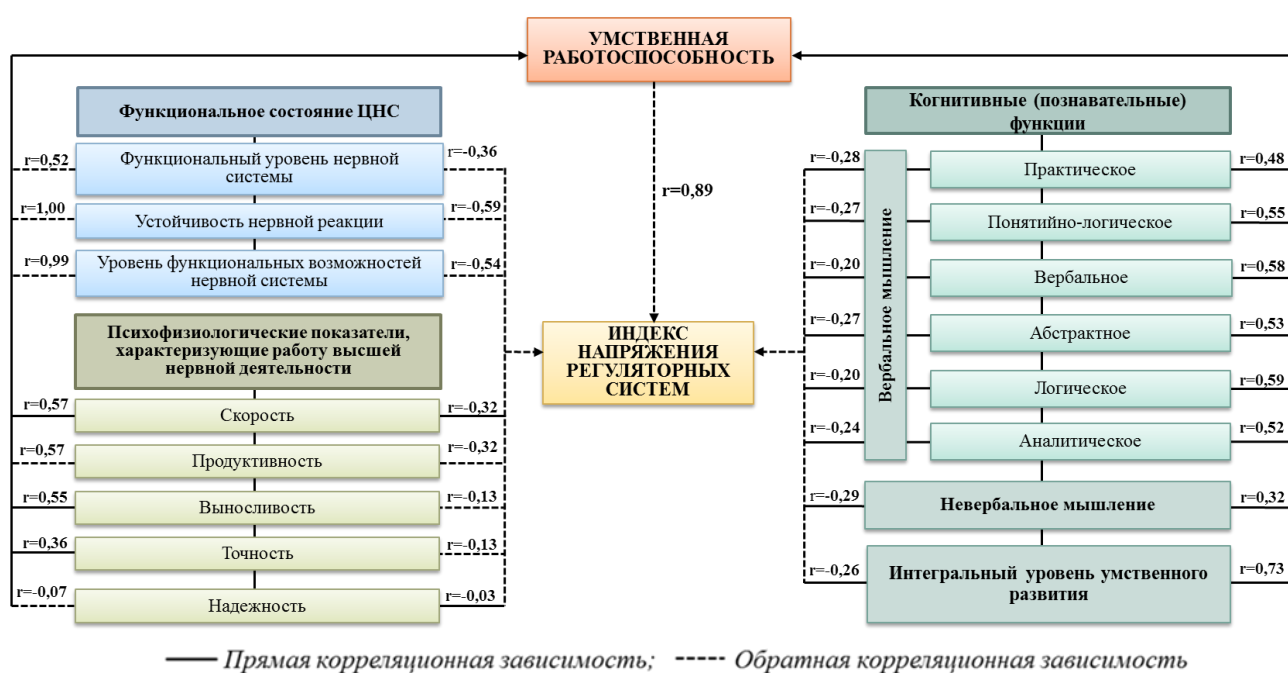 УМСТВЕННАЯ
РАБОТОСПОСОБНОСТЬ
Функциональное состояние ЦНС
r=0,52
Функциональный уровень нервной
системы
r=-0,36
r=1,00
Устойчивость нервной реакции
r=-0,59
r=0,99
Уровень функциональных возможностей
нервной системы
r=-0,54
Психофизиологические показатели,
характеризующие работу высшей
нервной деятельности
r=0,57
Скорость
r=-0,32
r=0,57
Продуктивность
r=-0,32
r=0,55
Выносливость
r=-0,13
r=0,36
Точность
r=-0,13
r=-0,07
Надежность
r=-0,03
r=0,89
ИНДЕКС
НАПРЯЖЕНИЯ
РЕГУЛЯТОРНЫХ
СИСТЕМ
Когнитивные (познавательные)
функции
Вербальное мышление
r=-0,28
Практическое
r=0,48
r=-0,27
Понятийно-логическое
r=0,55
r=-0,20
Вербальное
r=0,58
r=-0,27
Абстрактное
r=0,53
r=-0,20
Логическое
r=0,59
r=-0,24
Аналитическое
r=0,52
r=-0,29
Невербальное мышление
r=0,32
r=-0,26
Интегральный уровень умственного
развития
r=0,73
Прямая корреляционная зависимость; Обратная корреляционная зависимость